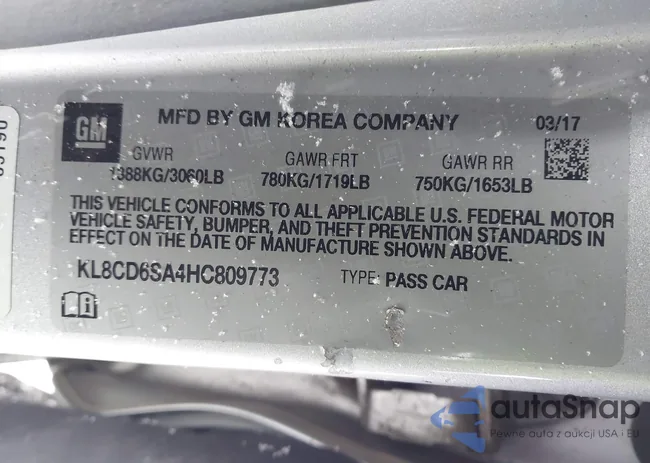 GM
MFD BY GM KOREA COMPANY
03/17
GVWR
GAWR FRT
GAWR RR
1388KG/3060LB
780KG/1719LB
750KG/1653LB
THIS VEHICLE CONFORMS TO ALL APPLICABLE U.S. FEDERAL MOTOR
VEHICLE SAFETY, BUMPER, AND THEFT PREVENTION STANDARDS IN
EFFECT ON THE DATE OF MANUFACTURE SHOWN ABOVE.
KL8CD6SA4HC809773
TYPE: PASS CAR
autoSnap
Pewne auta z aukcji USA i EU